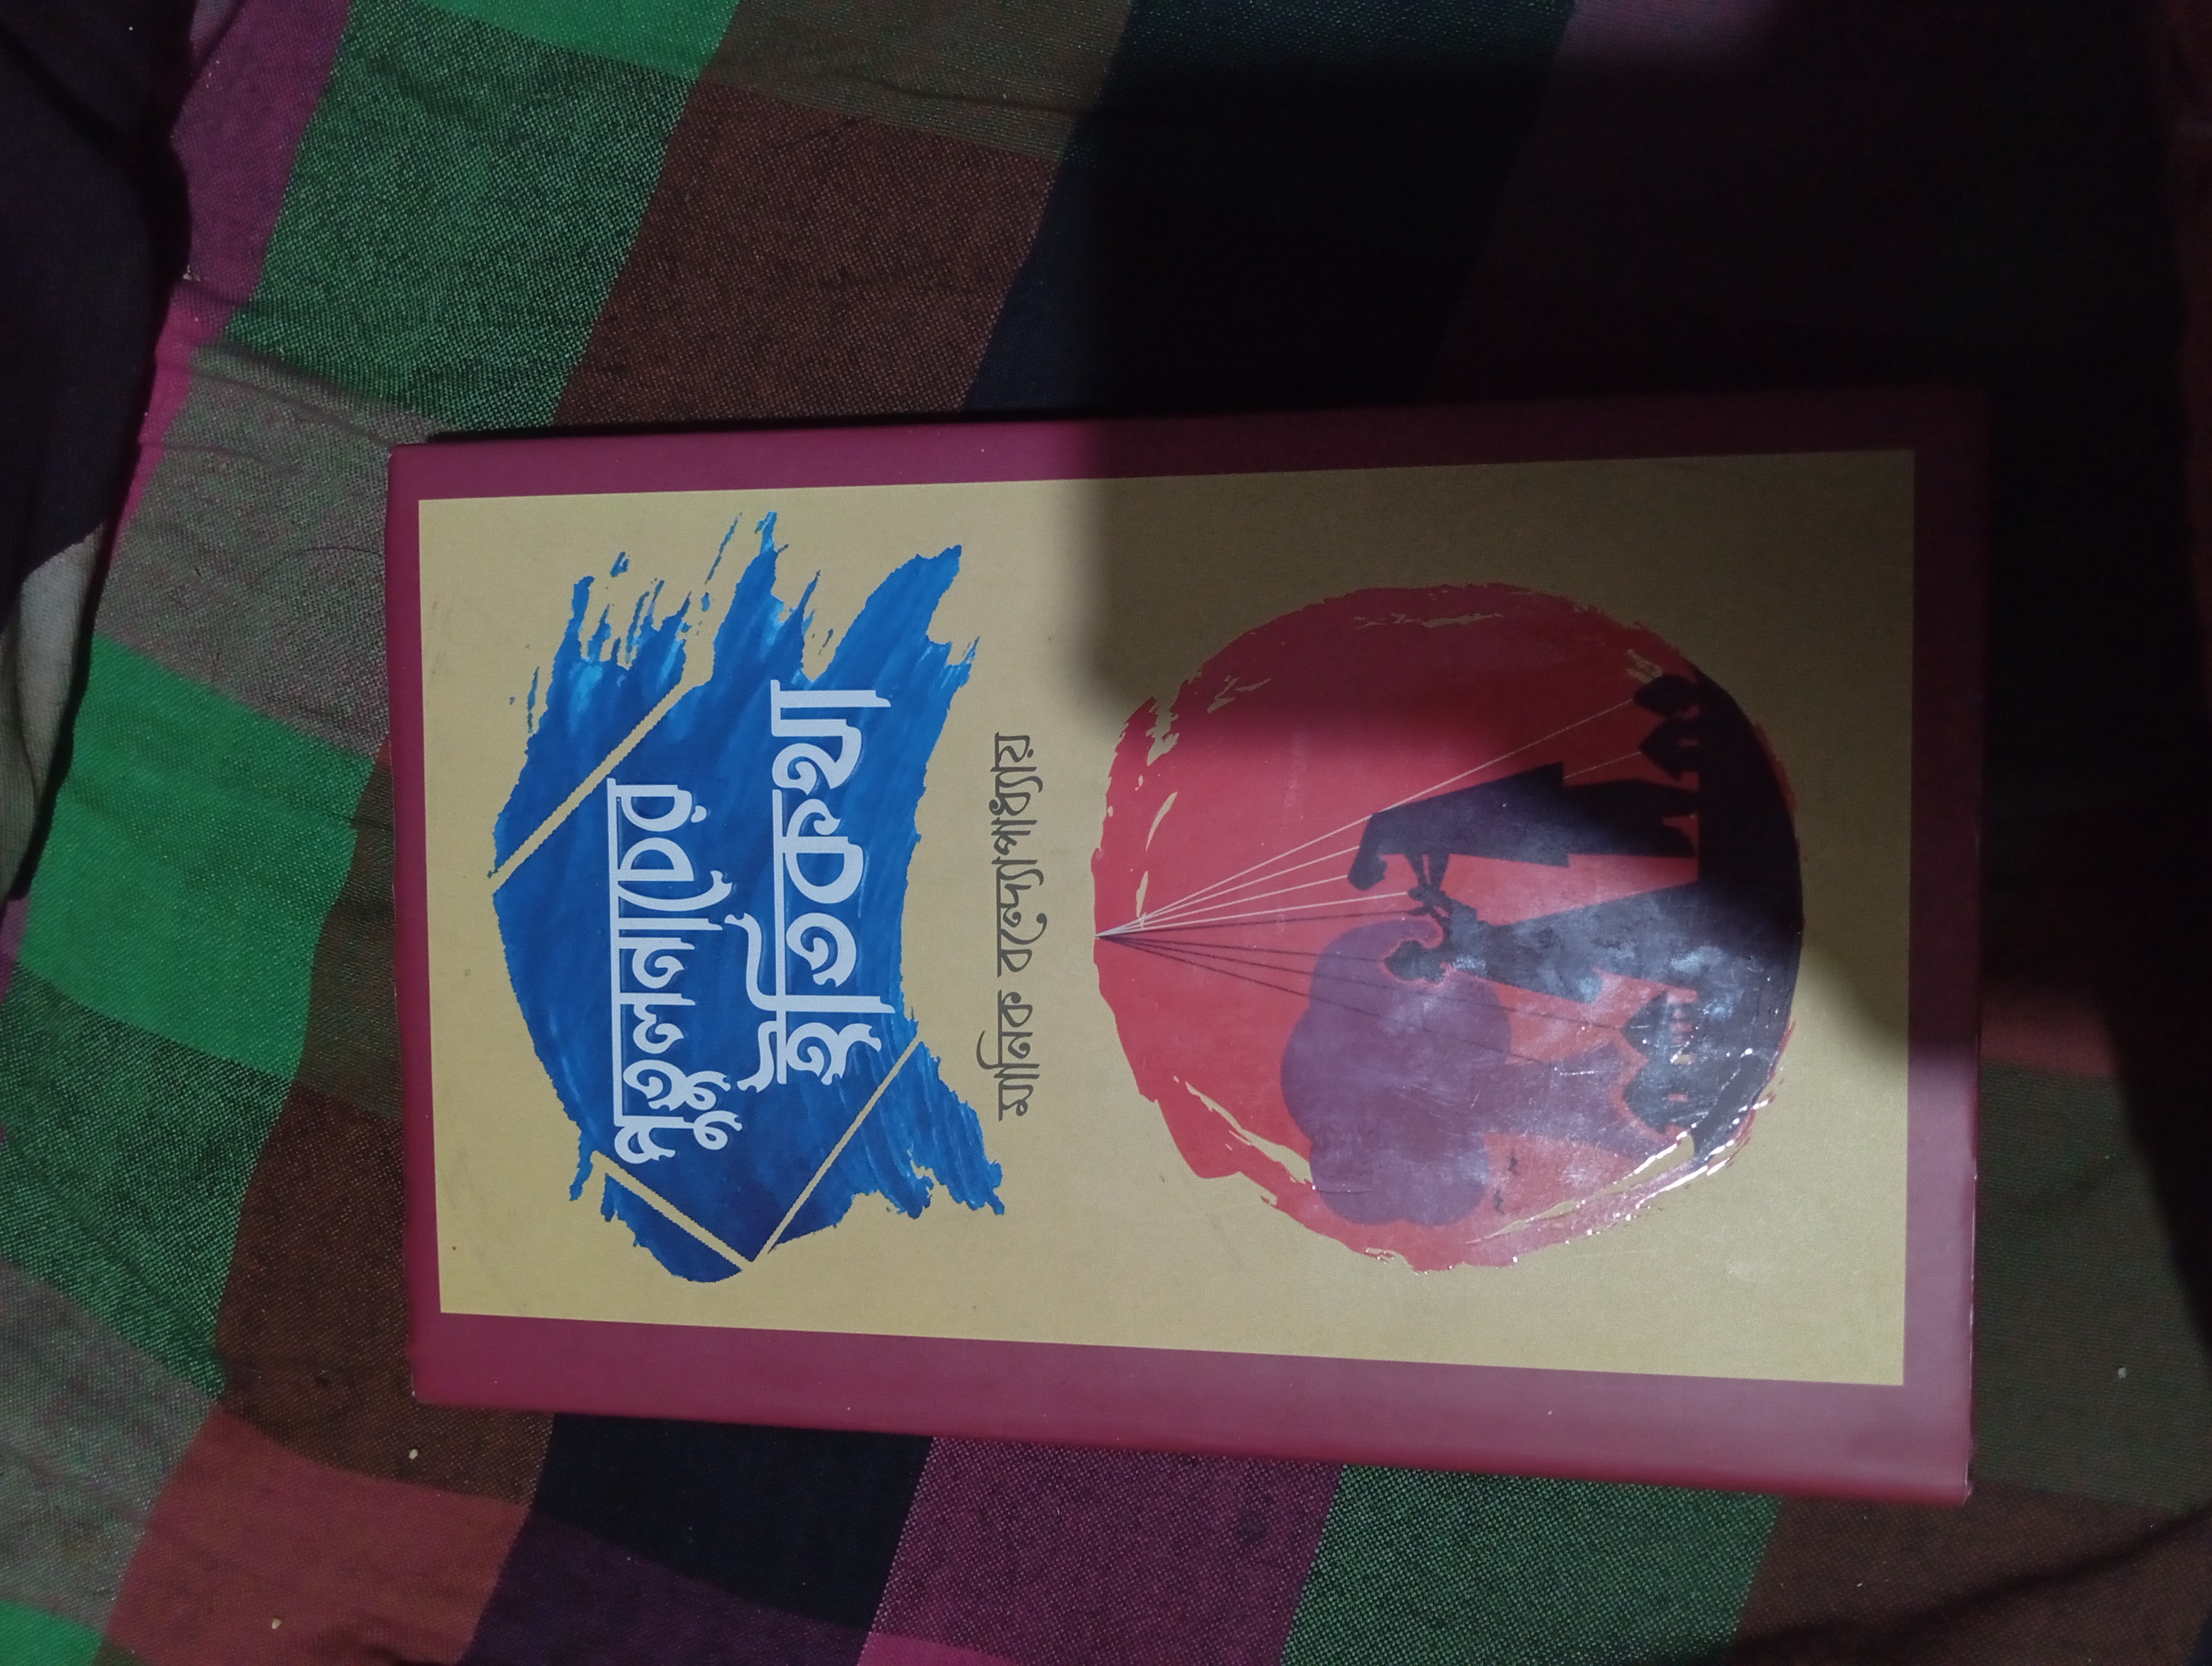 পুতুলনাচের
ইতিকথা
মানিক বন্দ্যোপাধ্যায়